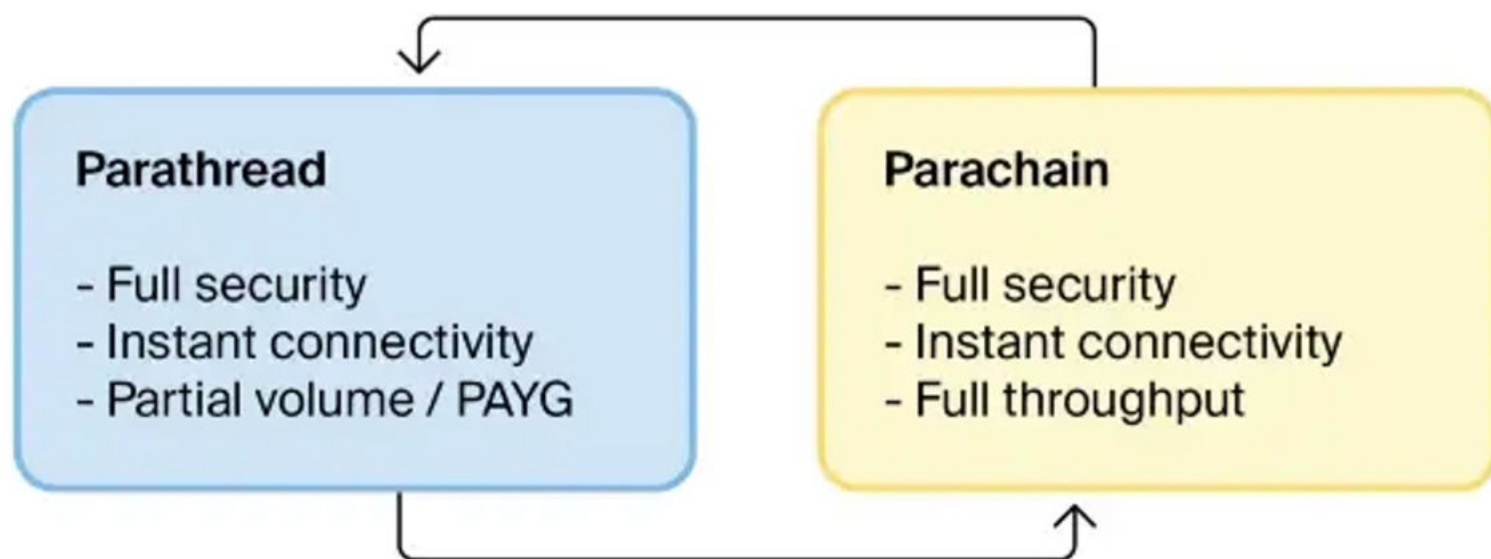 Parathread
- Full security
- Instant connectivity
- Partial volume / PAYG
Parachain
- Full security
- Instant connectivity
- Full throughput